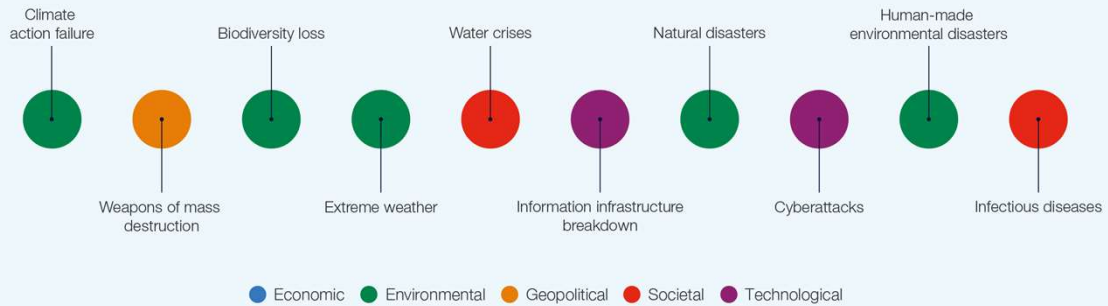 Climate
action failure
Weapons of mass
destruction
Biodiversity loss
Extreme weather
Water crises
Information infrastructure
breakdown
Natural disasters
Cyberattacks
Human-made
environmental disasters
Infectious diseases
Economic
Environmental
Geopolitical
Societal
Technological